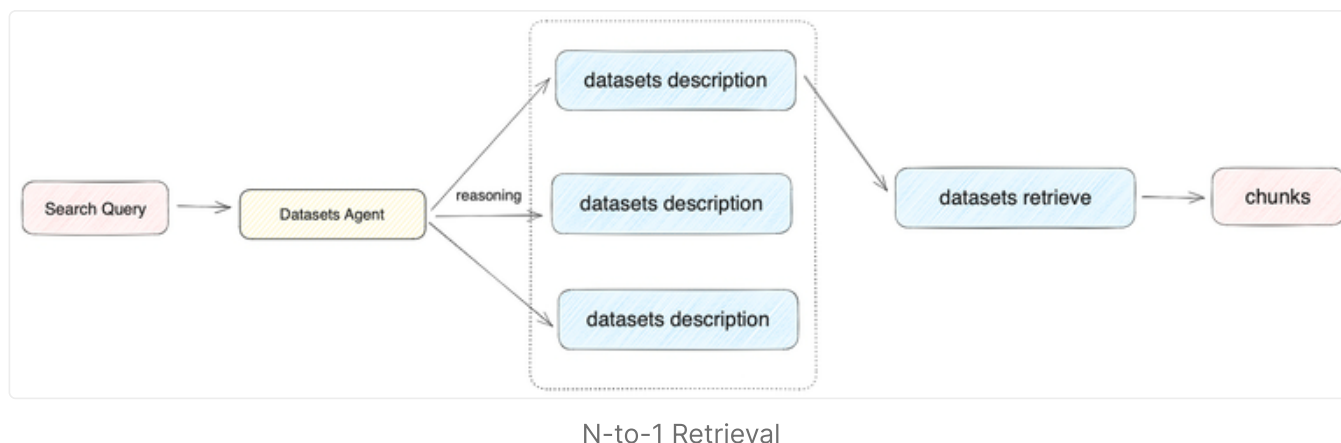 Search Query
Datasets Agent
reasoning
datasets description
datasets description
datasets description
datasets retrieve
chunks
N-to-1 Retrieval